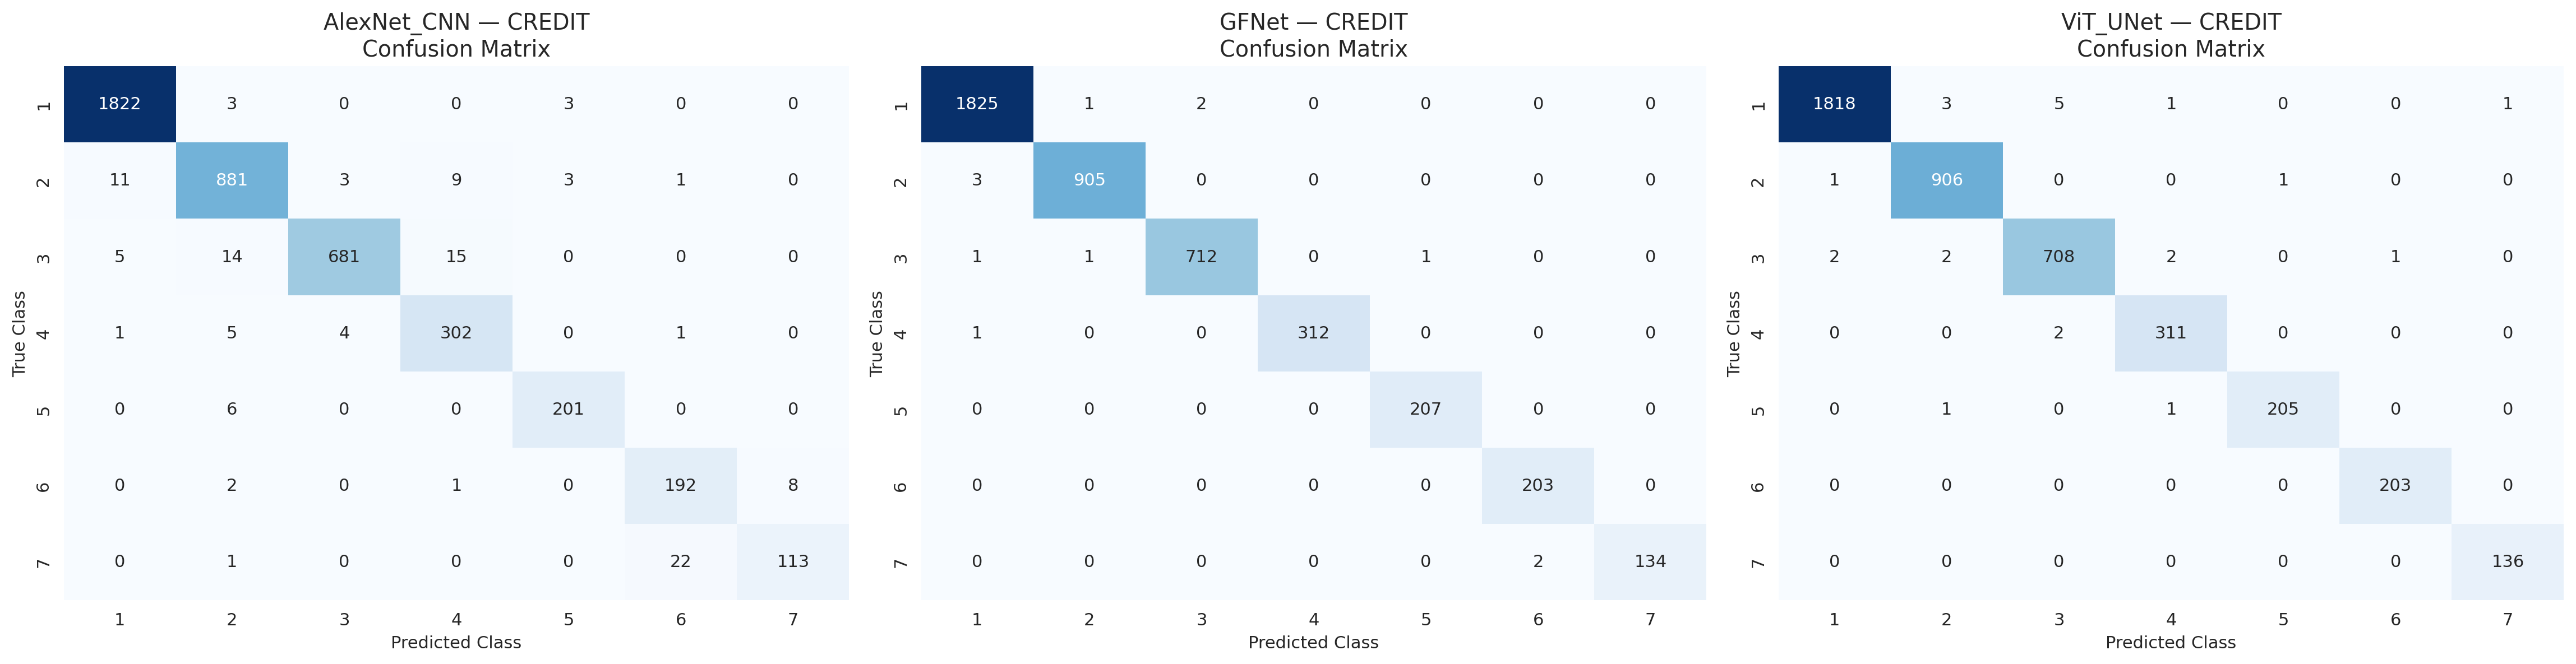 AlexNet_CNN — CREDIT
Confusion Matrix
True Class
1 1822 3 0 0 3 0 0
2 11 881 3 9 3 1 0
3 5 14 681 15 0 0 0
4 1 5 4 302 0 1 0
5 0 6 0 0 201 0 0
6 0 2 0 1 0 192 8
7 0 1 0 0 0 22 113
1 2 3 4 5 6 7
Predicted Class
GFNet — CREDIT
Confusion Matrix
True Class
1 1825 1 2 0 0 0 0
2 3 905 0 0 0 0 0
3 1 1 712 0 1 0 0
4 1 0 0 312 0 0 0
5 0 0 0 0 207 0 0
6 0 0 0 0 0 203 0
7 0 0 0 0 0 2 134
1 2 3 4 5 6 7
Predicted Class
ViT_UNet — CREDIT
Confusion Matrix
True Class
1 1818 3 5 1 0 0 1
2 1 906 0 0 1 0 0
3 2 2 708 2 0 1 0
4 0 0 2 311 0 0 0
5 0 1 0 1 205 0 0
6 0 0 0 0 0 203 0
7 0 0 0 0 0 0 136
1 2 3 4 5 6 7
Predicted Class